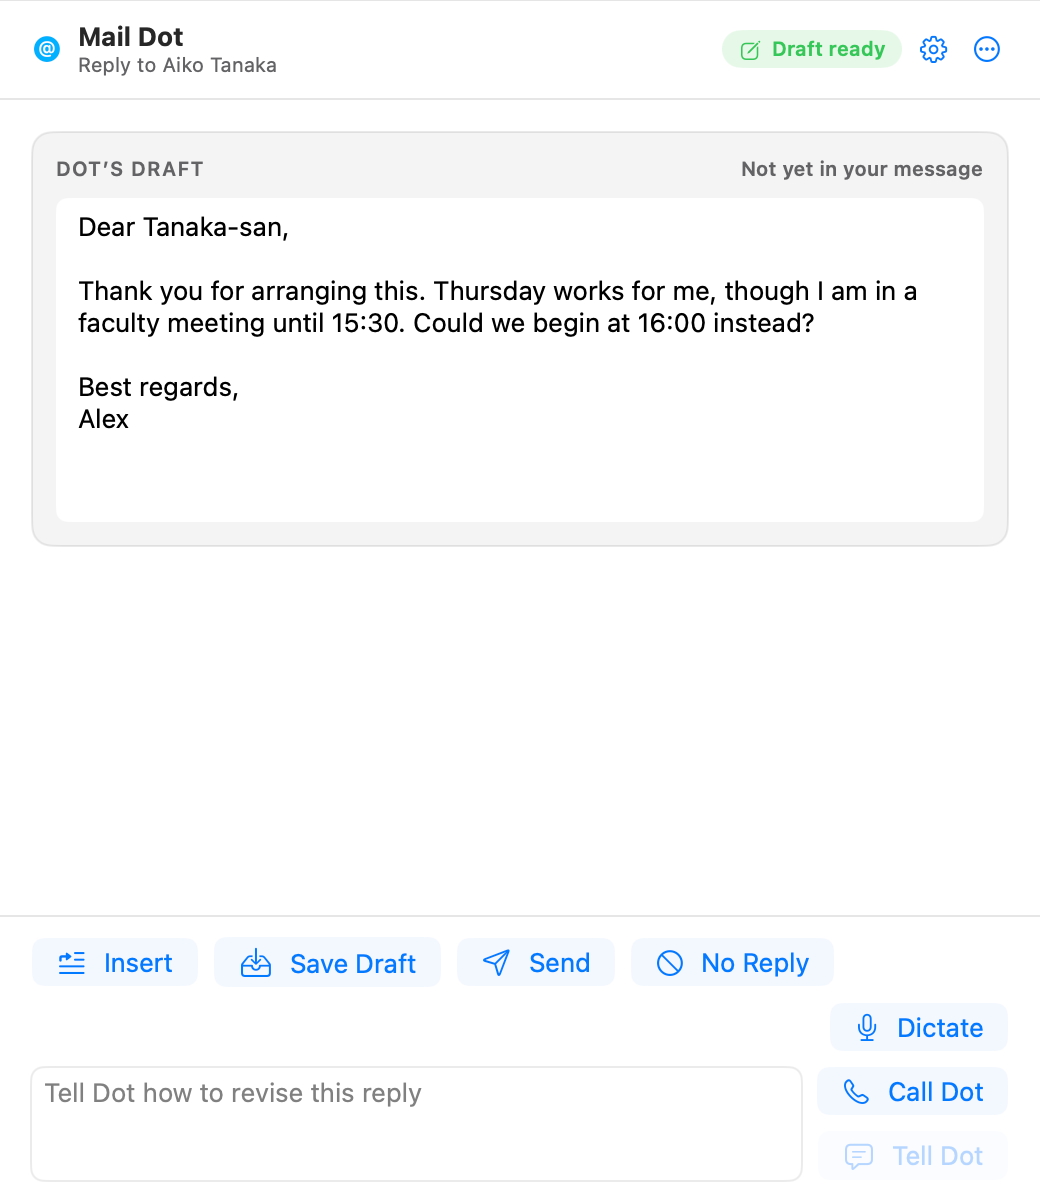 Mail Dot
Reply to Aiko Tanaka
Draft ready
DOT’S DRAFT
Not yet in your message
Dear Tanaka-san,
Thank you for arranging this. Thursday works for me, though I am in a
faculty meeting until 15:30. Could we begin at 16:00 instead?
Best regards,
Alex
Insert
Save Draft
Send
No Reply
Dictate
Tell Dot how to revise this reply
Call Dot
Tell Dot